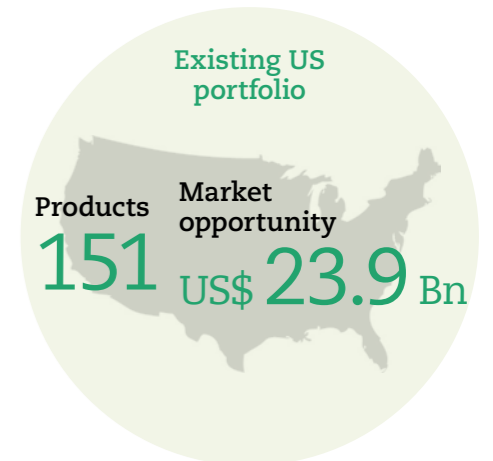 Existing US
portfolio
Products
151
Market
opportunity
US$ 23.9 Bn